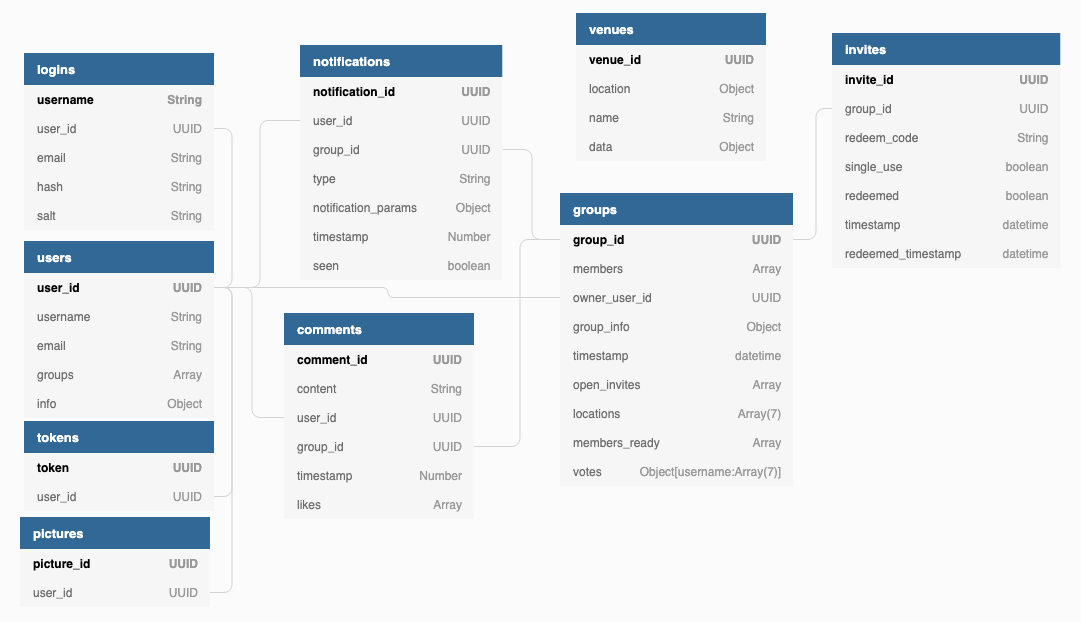 logins
username String
user_id UUID
email String
hash String
salt String
users
user_id UUID
username String
email String
groups Array
info Object
tokens
token UUID
user_id UUID
pictures
picture_id UUID
user_id UUID
notifications
notification_id UUID
user_id UUID
group_id UUID
type String
notification_params Object
timestamp Number
seen boolean
comments
comment_id UUID
content String
user_id UUID
group_id UUID
timestamp Number
likes Array
venues
venue_id UUID
location Object
name String
data Object
groups
group_id UUID
members Array
owner_user_id UUID
group_info Object
timestamp datetime
open_invites Array
locations Array(7)
members_ready Array
votes Object[username:Array(7)]
invites
invite_id UUID
group_id UUID
redeem_code String
single_use boolean
redeemed boolean
timestamp datetime
redeemed_timestamp datetime